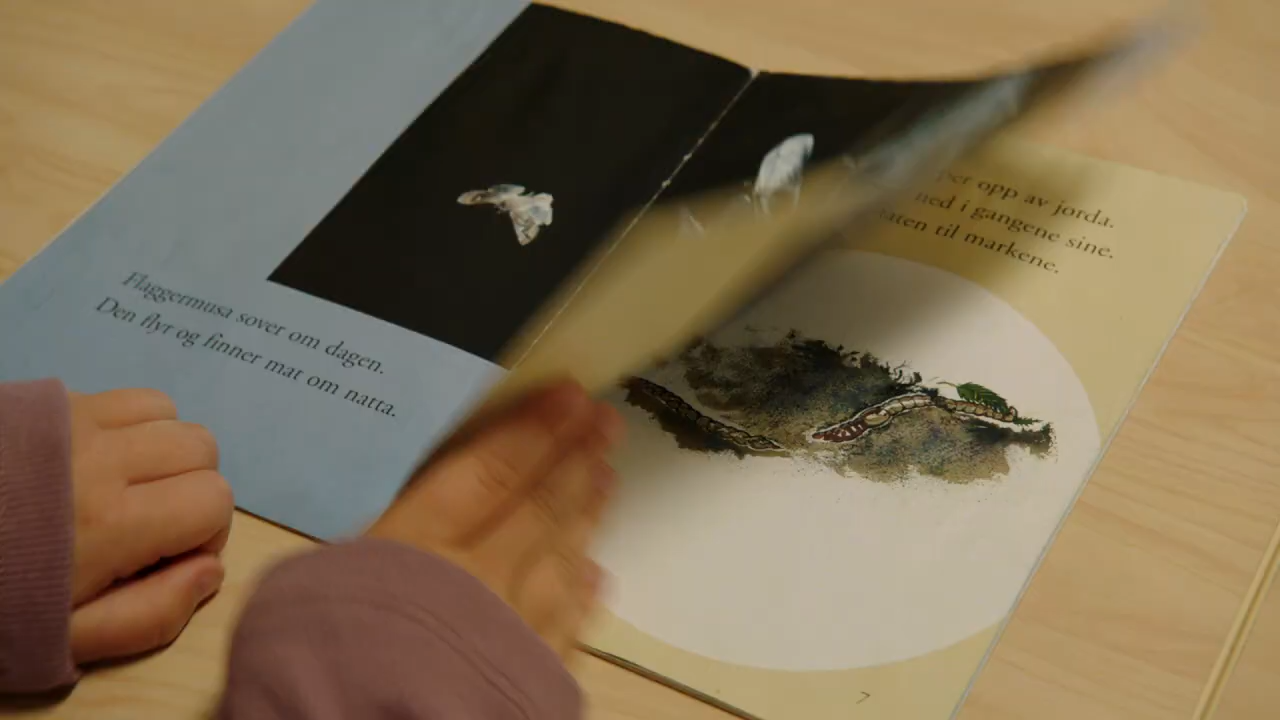 Flaggermusa sover om dagen.
Den flyr og finner mat om natta.
opp av jorda.
ned i gangene sine.
til markene.
7